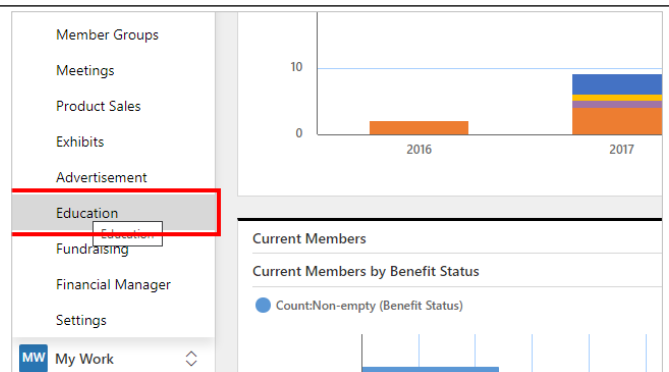 Member Groups
Meetings
Product Sales
Exhibits
Advertisement
Education
Education
Fundraising
Financial Manager
Settings
MW My Work
10
0
2016 2017
Current Members
Current Members by Benefit Status
Count:Non-empty (Benefit Status)